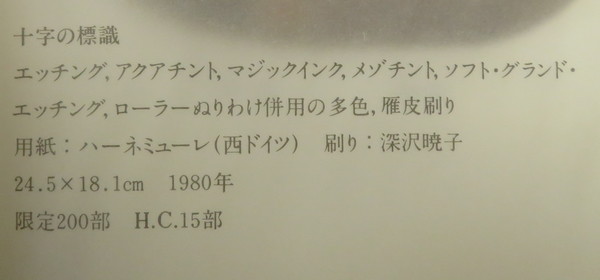 十字の標識
エッチング,アクアチント,マジックインク,メゾチント,ソフト・グランド・
エッチング,ローラーぬりわけ併用の多色,雁皮刷り
用紙：ハーネミューレ(西ドイツ)　刷り：深沢暁子
24.5×18.1cm　1980年
限定200部　H.C.15部